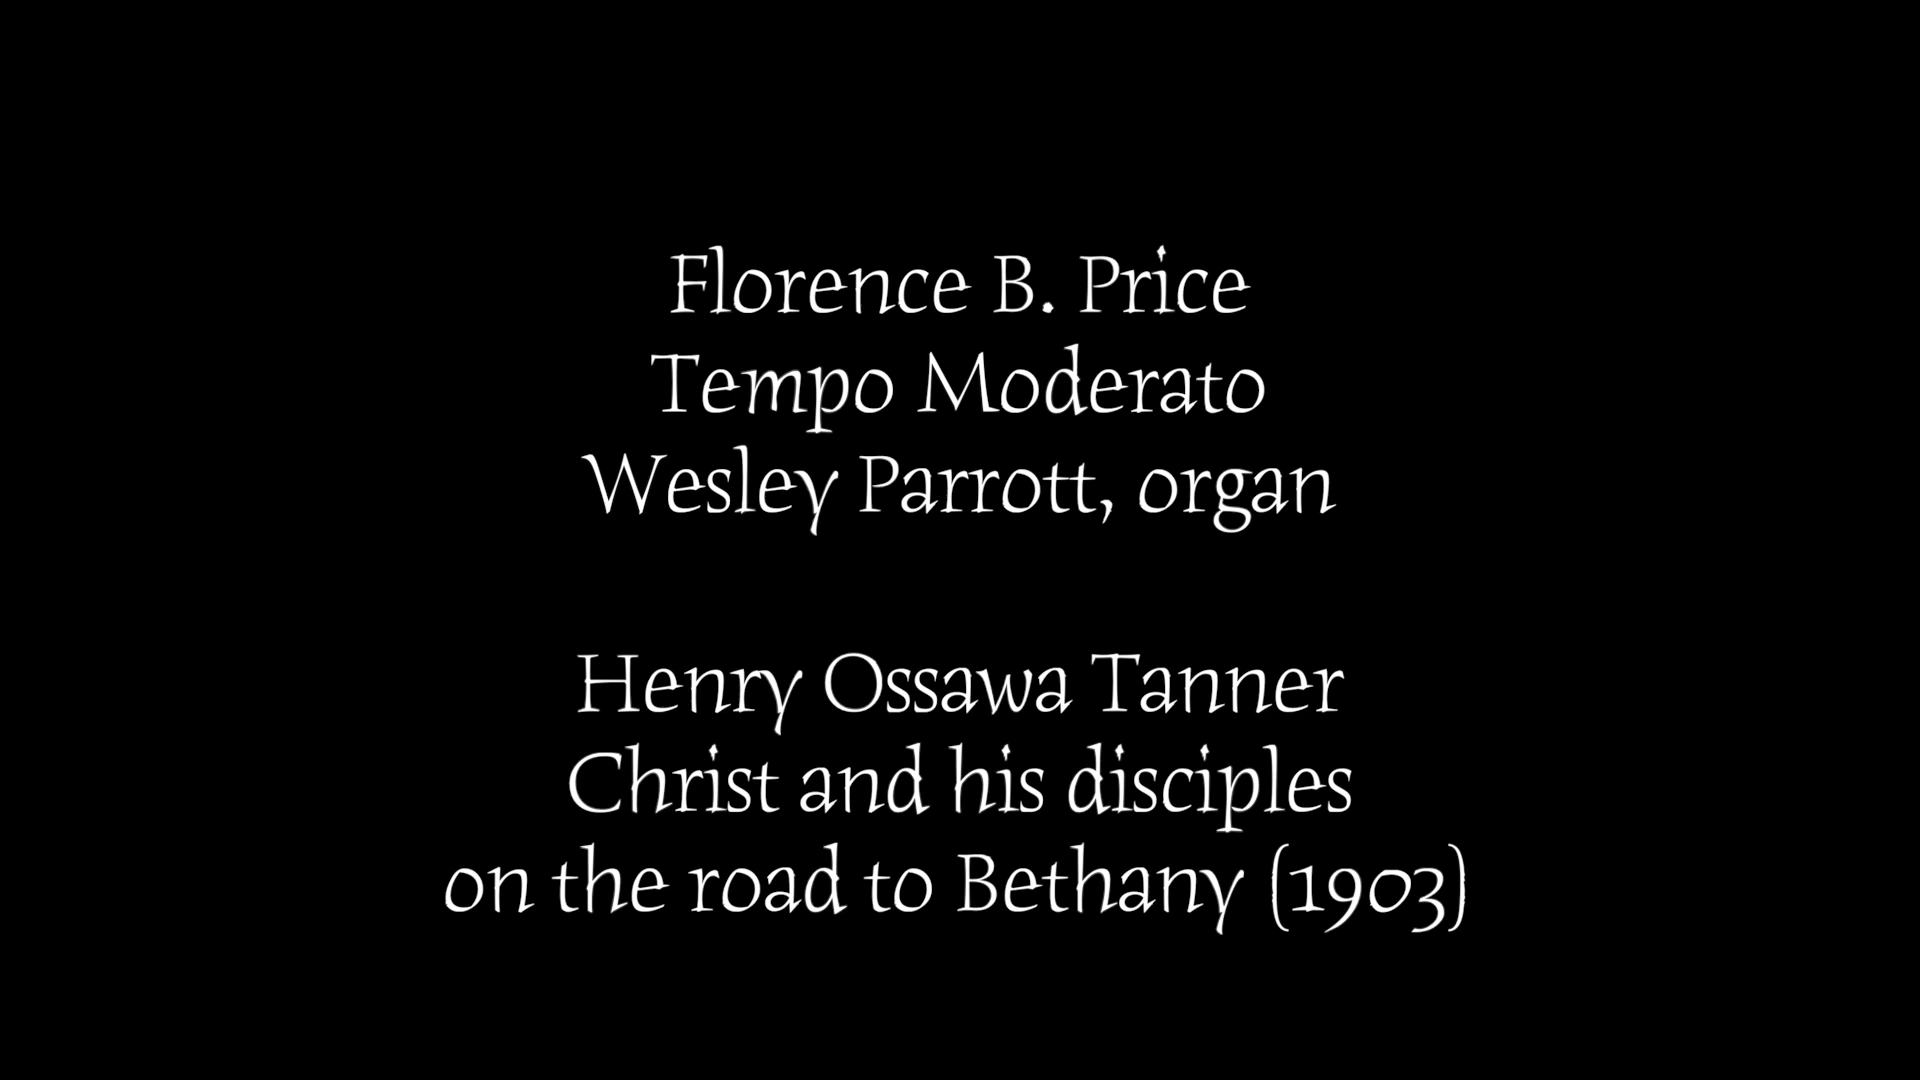 Florence B. Price
Tempo Moderato
Wesley Parrott, organ
Henry Ossawa Tanner
Christ and his disciples
on the road to Bethany (1903)